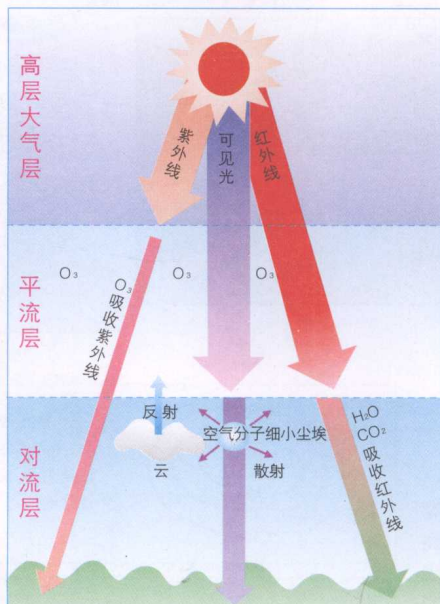 高层大气层
紫外线
可见光
红外线
平流层
O₃
O₃
O₃
O₃吸收紫外线
对流层
反射
云
空气分子细小尘埃
散射
H₂O
CO₂
吸收红外线